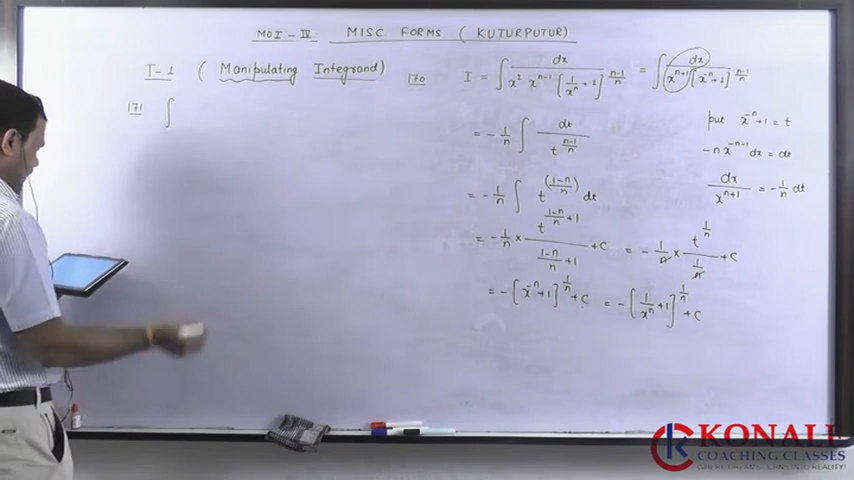 MOI - IV MISC FORMS ( KUTURPUTUR )
T-1 ( Manipulating Integrand )
170 I = ∫ dx / x² x^(n-1) [ 1/x^n + 1 ]^((n-1)/n) = ∫ dx / x^(n+1) [ x^-n + 1 ]^((n-1)/n)
171 ∫
put x^-n + 1 = t
= - 1/n ∫ dt / t^((n-1)/n)
-n x^(-n+1) dx = dt
dx / x^(n+1) = - 1/n dt
= - 1/n ∫ t^((1-n)/n) dt
= - 1/n × t^((1-n)/n + 1) / ((1-n)/n + 1) + c = - 1/n × t^(1/n) / (1/n) + c
= - [ x^-n + 1 ]^(1/n) + c = - [ 1/x^n + 1 ]^(1/n) + c
KONALE
COACHING CLASSES